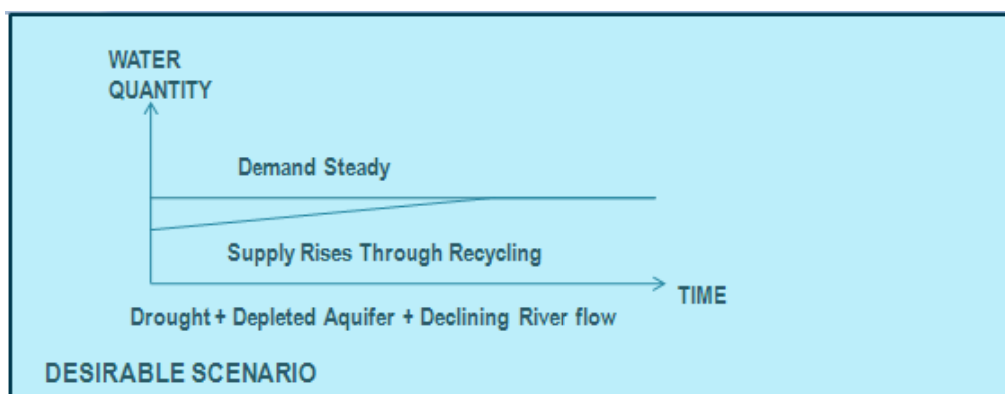 WATER
QUANTITY
Demand Steady
Supply Rises Through Recycling
TIME
Drought + Depleted Aquifer + Declining River flow
DESIRABLE SCENARIO